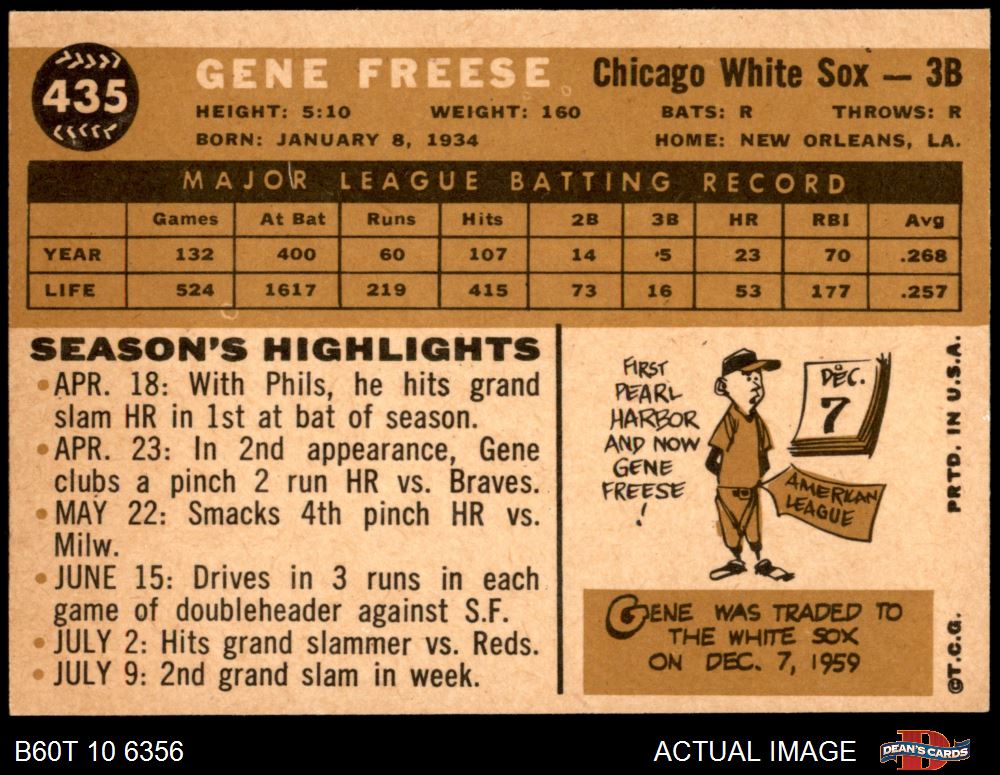 435
GENE FREESE
Chicago White Sox — 3B
HEIGHT: 5:10 WEIGHT: 160 BATS: R THROWS: R
BORN: JANUARY 8, 1934 HOME: NEW ORLEANS, LA.
MAJOR LEAGUE BATTING RECORD
Games At Bat Runs Hits 2B 3B HR RBI Avg
YEAR 132 400 60 107 14 5 23 70 .268
LIFE 524 1617 219 415 73 16 53 177 .257
SEASON'S HIGHLIGHTS
• APR. 18: With Phils, he hits grand
slam HR in 1st at bat of season.
• APR. 23: In 2nd appearance, Gene
clubs a pinch 2 run HR vs. Braves.
• MAY 22: Smacks 4th pinch HR vs.
Milw.
• JUNE 15: Drives in 3 runs in each
game of doubleheader against S.F.
• JULY 2: Hits grand slammer vs. Reds.
• JULY 9: 2nd grand slam in week.
FIRST
PEARL
HARBOR
AND NOW
GENE
FREESE
!
DEC.
7
AMERICAN
LEAGUE
GENE WAS TRADED TO
THE WHITE SOX
ON DEC. 7, 1959
©T.C.G. PRTD. IN U.S.A.
B60T 10 6356
ACTUAL IMAGE
D
DEAN'S CARDS